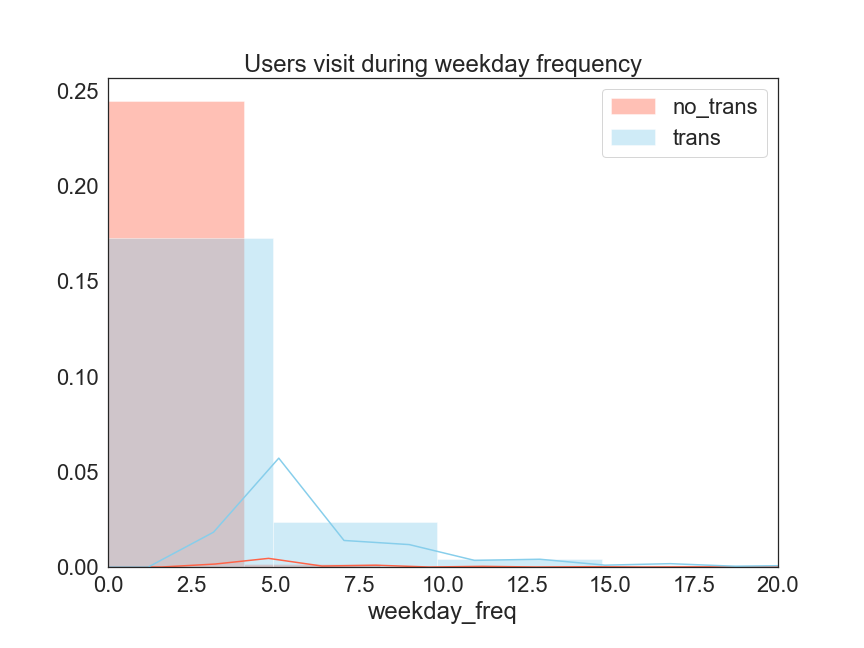 Users visit during weekday frequency
no_trans
trans
0.25
0.20
0.15
0.10
0.05
0.00
0.0 2.5 5.0 7.5 10.0 12.5 15.0 17.5 20.0
weekday_freq